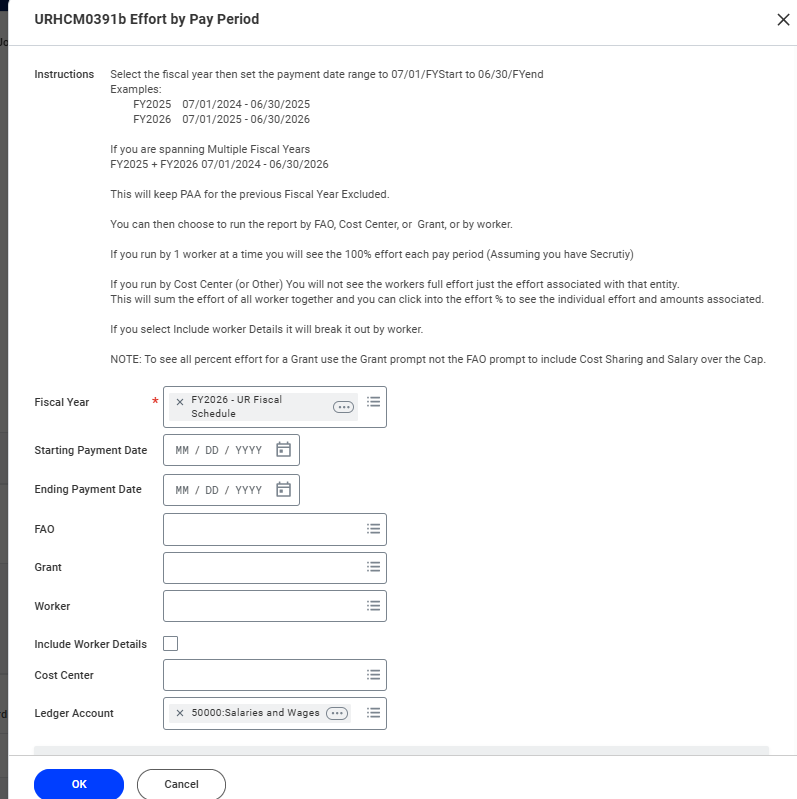 URHCM0391b Effort by Pay Period
Instructions
Select the fiscal year then set the payment date range to 07/01/FYStart to 06/30/FYend
Examples:
FY2025 07/01/2024 - 06/30/2025
FY2026 07/01/2025 - 06/30/2026
If you are spanning Multiple Fiscal Years
FY2025 + FY2026 07/01/2024 - 06/30/2026
This will keep PAA for the previous Fiscal Year Excluded.
You can then choose to run the report by FAO, Cost Center, or Grant, or by worker.
If you run by 1 worker at a time you will see the 100% effort each pay period (Assuming you have Secrutiy)
If you run by Cost Center (or Other) You will not see the workers full effort just the effort associated with that entity.
This will sum the effort of all worker together and you can click into the effort % to see the individual effort and amounts associated.
If you select Include worker Details it will break it out by worker.
NOTE: To see all percent effort for a Grant use the Grant prompt not the FAO prompt to include Cost Sharing and Salary over the Cap.
Fiscal Year *
FY2026 - UR Fiscal
Schedule
Starting Payment Date MM / DD / YYYY
Ending Payment Date MM / DD / YYYY
FAO
Grant
Worker
Include Worker Details
Cost Center
Ledger Account 50000:Salaries and Wages
OK Cancel